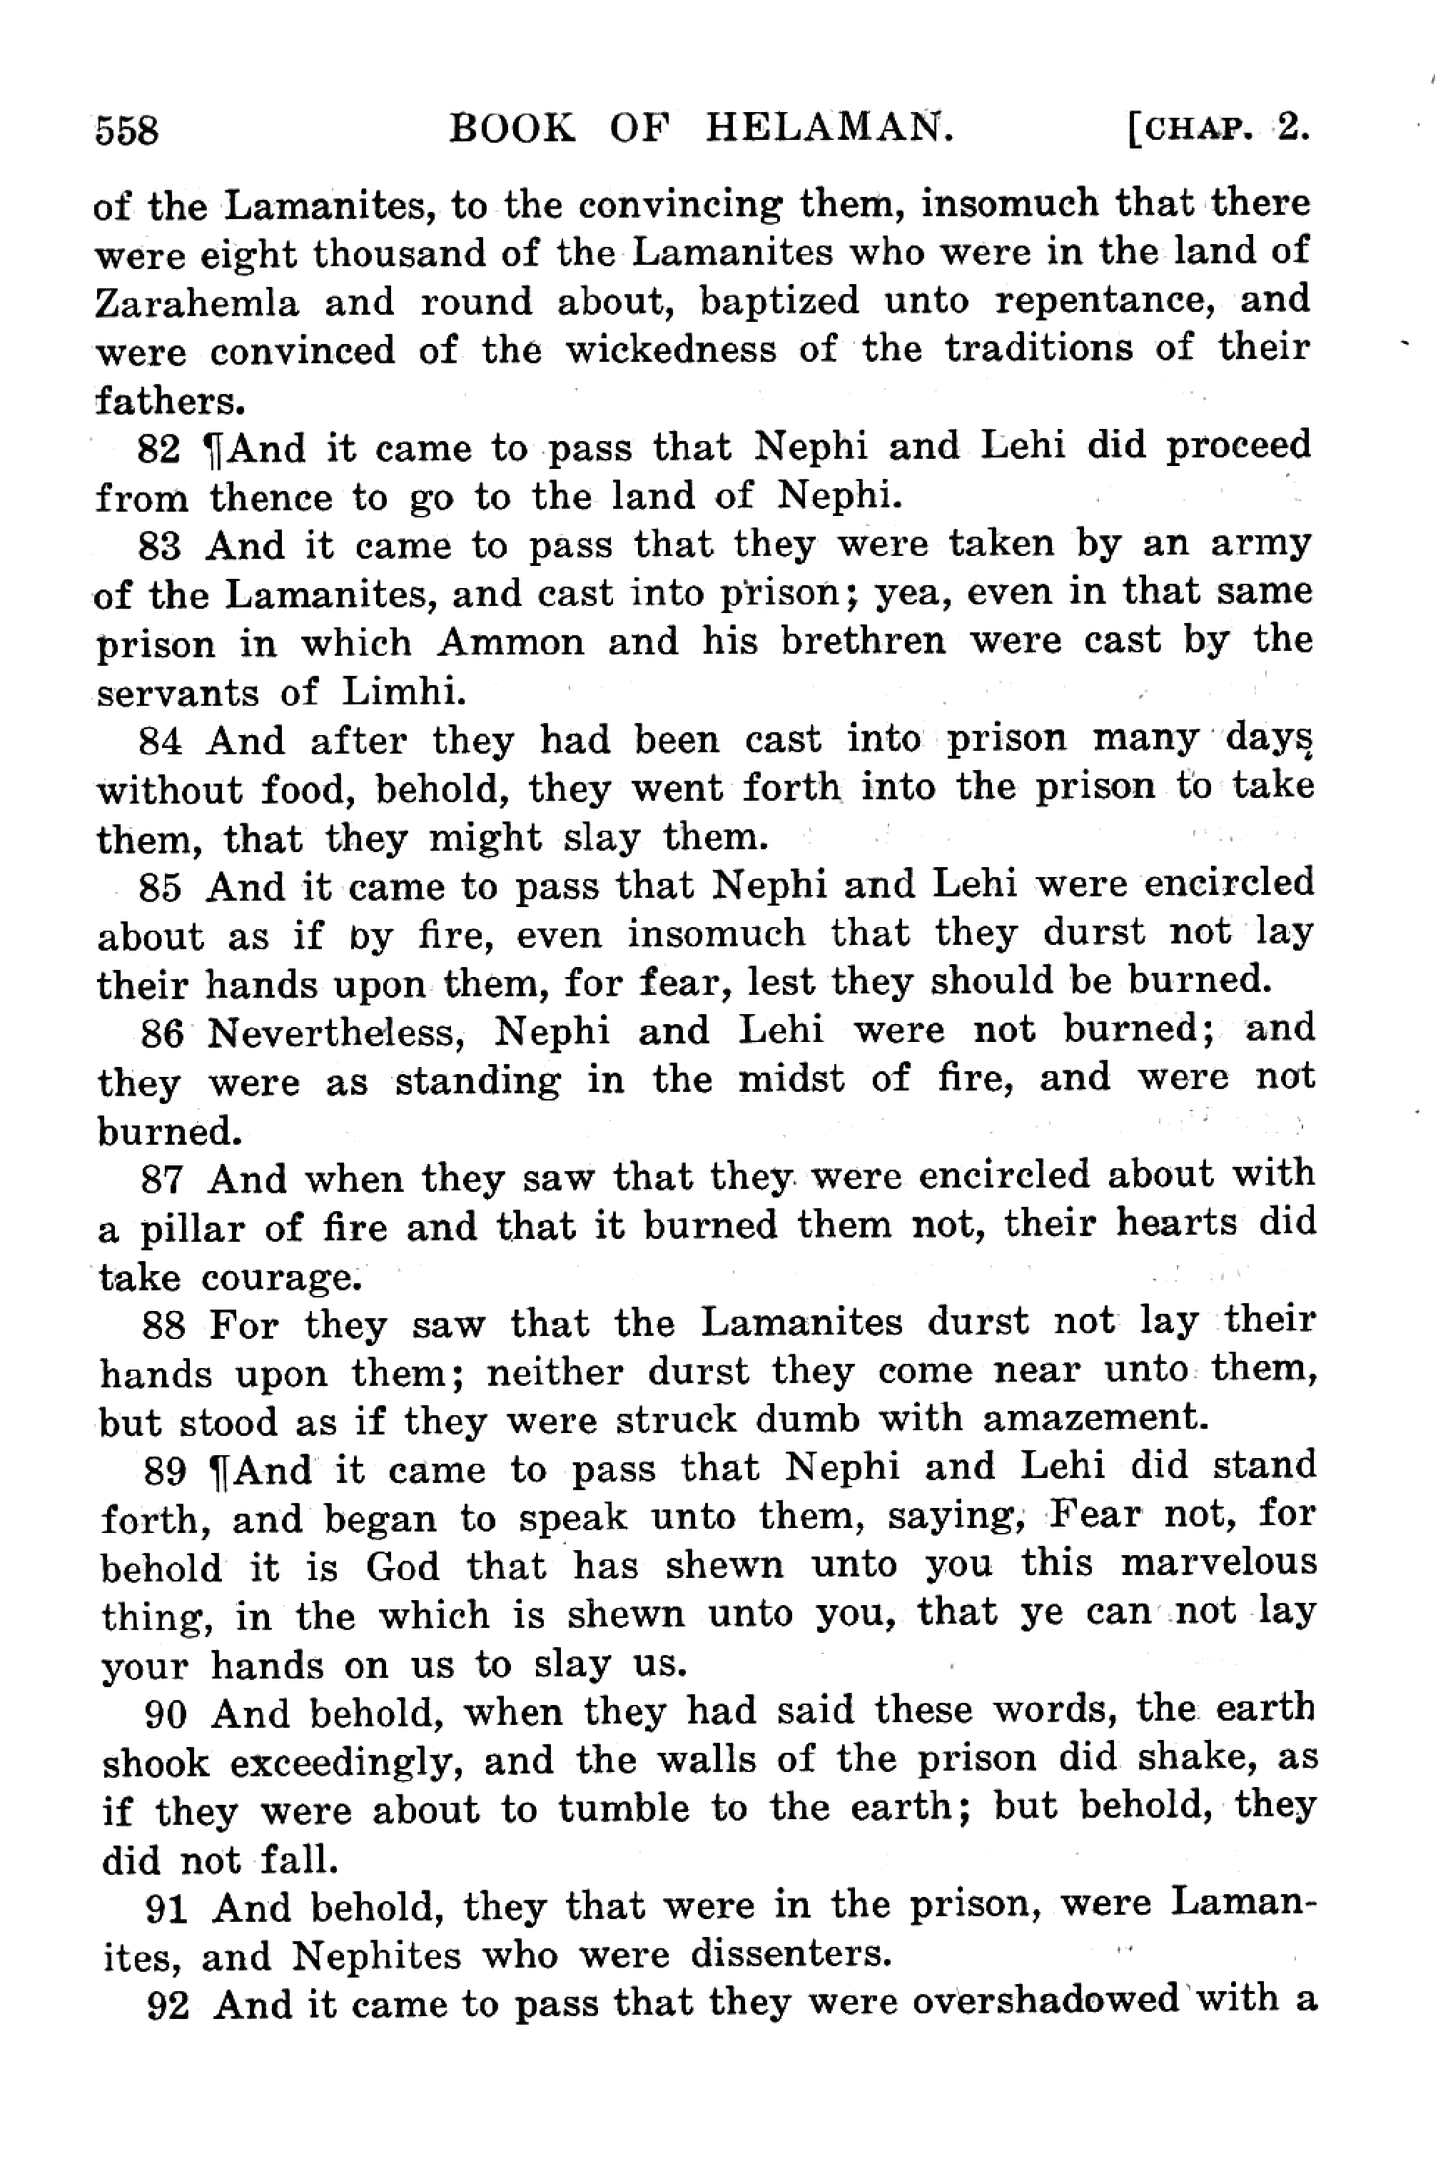 558 BOOK OF HELAMAN. [CHAP. 2.
of the Lamanites, to the convincing them, insomuch that there
were eight thousand of the Lamanites who were in the land of
Zarahemla and round about, baptized unto repentance, and
were convinced of the wickedness of the traditions of their
fathers.
82 ¶And it came to pass that Nephi and Lehi did proceed
from thence to go to the land of Nephi.
83 And it came to pass that they were taken by an army
of the Lamanites, and cast into prison; yea, even in that same
prison in which Ammon and his brethren were cast by the
servants of Limhi.
84 And after they had been cast into prison many days
without food, behold, they went forth into the prison to take
them, that they might slay them.
85 And it came to pass that Nephi and Lehi were encircled
about as if by fire, even insomuch that they durst not lay
their hands upon them, for fear, lest they should be burned.
86 Nevertheless, Nephi and Lehi were not burned; and
they were as standing in the midst of fire, and were not
burned.
87 And when they saw that they were encircled about with
a pillar of fire and that it burned them not, their hearts did
take courage.
88 For they saw that the Lamanites durst not lay their
hands upon them; neither durst they come near unto them,
but stood as if they were struck dumb with amazement.
89 ¶And it came to pass that Nephi and Lehi did stand
forth, and began to speak unto them, saying, Fear not, for
behold it is God that has shewn unto you this marvelous
thing, in the which is shewn unto you, that ye can not lay
your hands on us to slay us.
90 And behold, when they had said these words, the earth
shook exceedingly, and the walls of the prison did shake, as
if they were about to tumble to the earth; but behold, they
did not fall.
91 And behold, they that were in the prison, were Laman-
ites, and Nephites who were dissenters.
92 And it came to pass that they were overshadowed with a